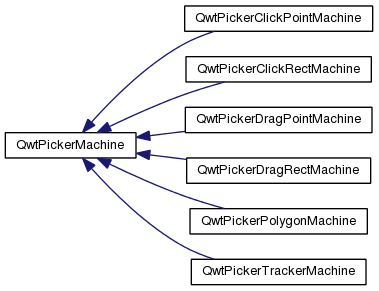 QwtPickerClickPointMachine
QwtPickerClickRectMachine
QwtPickerDragPointMachine
QwtPickerMachine
QwtPickerDragRectMachine
QwtPickerPolygonMachine
QwtPickerTrackerMachine